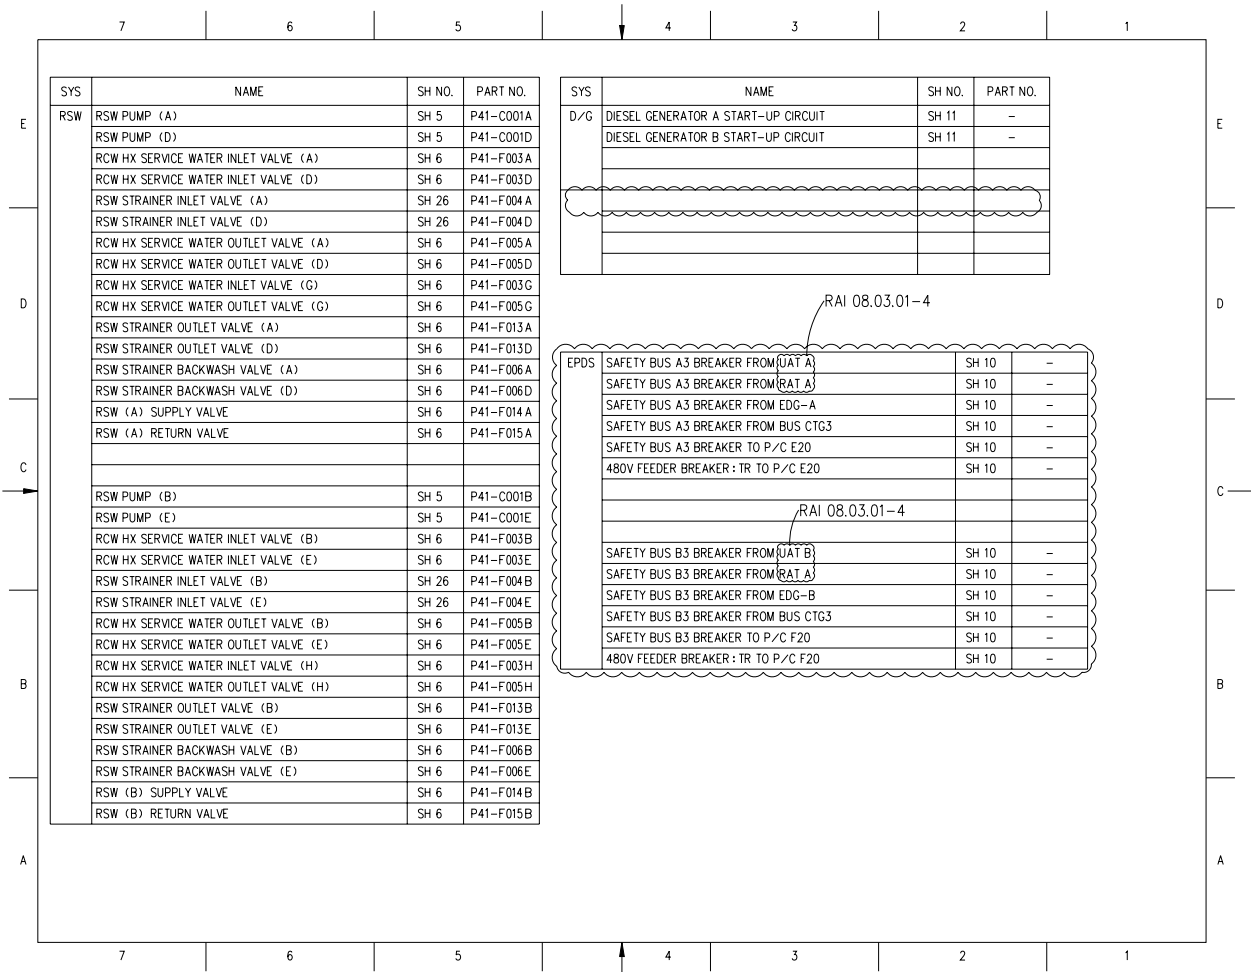 7 6 5 4 3 2 1
E
D
C
B
A
SYS NAME SH NO. PART NO.
RSW RSW PUMP (A) SH 5 P41-C001A
RSW PUMP (D) SH 5 P41-C001D
RCW HX SERVICE WATER INLET VALVE (A) SH 6 P41-F003A
RCW HX SERVICE WATER INLET VALVE (D) SH 6 P41-F003D
RSW STRAINER INLET VALVE (A) SH 26 P41-F004A
RSW STRAINER INLET VALVE (D) SH 26 P41-F004D
RCW HX SERVICE WATER OUTLET VALVE (A) SH 6 P41-F005A
RCW HX SERVICE WATER OUTLET VALVE (D) SH 6 P41-F005D
RCW HX SERVICE WATER INLET VALVE (G) SH 6 P41-F003G
RCW HX SERVICE WATER OUTLET VALVE (G) SH 6 P41-F005G
RSW STRAINER OUTLET VALVE (A) SH 6 P41-F013A
RSW STRAINER OUTLET VALVE (D) SH 6 P41-F013D
RSW STRAINER BACKWASH VALVE (A) SH 6 P41-F006A
RSW STRAINER BACKWASH VALVE (D) SH 6 P41-F006D
RSW (A) SUPPLY VALVE SH 6 P41-F014A
RSW (A) RETURN VALVE SH 6 P41-F015A
RSW PUMP (B) SH 5 P41-C001B
RSW PUMP (E) SH 5 P41-C001E
RCW HX SERVICE WATER INLET VALVE (B) SH 6 P41-F003B
RCW HX SERVICE WATER INLET VALVE (E) SH 6 P41-F003E
RSW STRAINER INLET VALVE (B) SH 26 P41-F004B
RSW STRAINER INLET VALVE (E) SH 26 P41-F004E
RCW HX SERVICE WATER OUTLET VALVE (B) SH 6 P41-F005B
RCW HX SERVICE WATER OUTLET VALVE (E) SH 6 P41-F005E
RCW HX SERVICE WATER INLET VALVE (H) SH 6 P41-F003H
RCW HX SERVICE WATER OUTLET VALVE (H) SH 6 P41-F005H
RSW STRAINER OUTLET VALVE (B) SH 6 P41-F013B
RSW STRAINER OUTLET VALVE (E) SH 6 P41-F013E
RSW STRAINER BACKWASH VALVE (B) SH 6 P41-F006B
RSW STRAINER BACKWASH VALVE (E) SH 6 P41-F006E
RSW (B) SUPPLY VALVE SH 6 P41-F014B
RSW (B) RETURN VALVE SH 6 P41-F015B
SYS NAME SH NO. PART NO.
D/G DIESEL GENERATOR A START-UP CIRCUIT SH 11 -
DIESEL GENERATOR B START-UP CIRCUIT SH 11 -
RAI 08.03.01-4
EPDS SAFETY BUS A3 BREAKER FROM UAT A SH 10 -
SAFETY BUS A3 BREAKER FROM RAT A SH 10 -
SAFETY BUS A3 BREAKER FROM EDG-A SH 10 -
SAFETY BUS A3 BREAKER FROM BUS CTG3 SH 10 -
SAFETY BUS A3 BREAKER TO P/C E20 SH 10 -
480V FEEDER BREAKER: TR TO P/C E20 SH 10 -
RAI 08.03.01-4
SAFETY BUS B3 BREAKER FROM UAT B SH 10 -
SAFETY BUS B3 BREAKER FROM RAT A SH 10 -
SAFETY BUS B3 BREAKER FROM EDG-B SH 10 -
SAFETY BUS B3 BREAKER FROM BUS CTG3 SH 10 -
SAFETY BUS B3 BREAKER TO P/C F20 SH 10 -
480V FEEDER BREAKER: TR TO P/C F20 SH 10 -
E
D
C
B
A
7 6 5 4 3 2 1